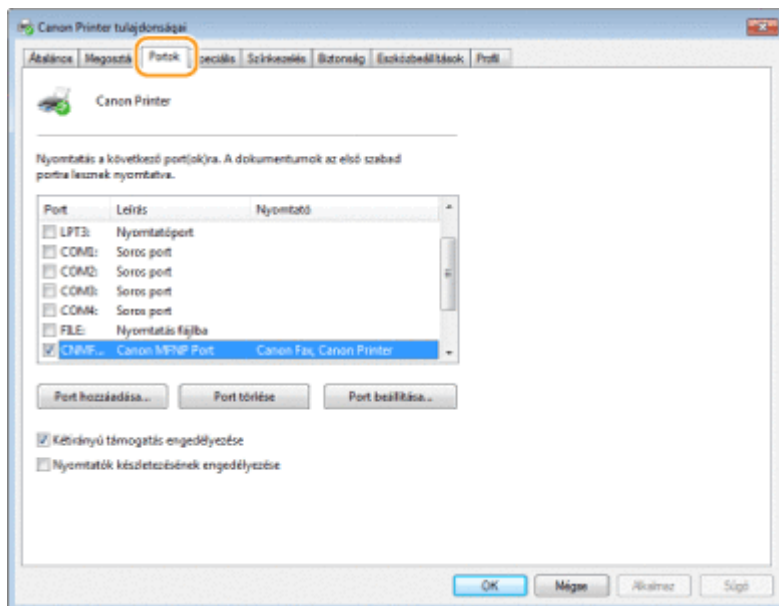 Canon Printer tulajdonságai
Általános Megosztás Portok Speciális Színkezelés Biztonság Eszközbeállítások Profil
Canon Printer
Nyomtatás a következő port(ok)ra. A dokumentumok az első szabad
portra lesznek nyomtatva.
Port Leírás Nyomtató
LPT3: Nyomtatóport
COM1: Soros port
COM2: Soros port
COM3: Soros port
COM4: Soros port
FILE: Nyomtatás fájlba
CNMF... Canon MFNP Port Canon Fax, Canon Printer
Port hozzáadása... Port törlése Port beállítása...
Kétirányú támogatás engedélyezése
Nyomtatók készletezésének engedélyezése
OK Mégse Alkalmaz Súgó